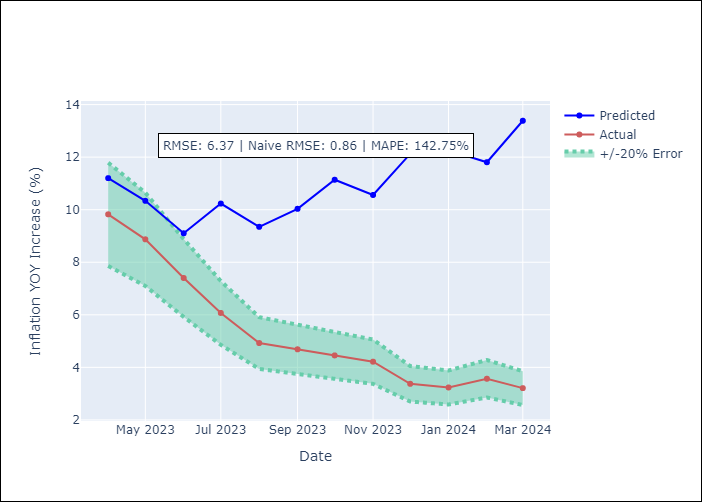 14
12
10
8
6
4
2
Inflation YOY Increase (%)
RMSE: 6.37 | Naive RMSE: 0.86 | MAPE: 142.75%
Predicted
Actual
+/-20% Error
May 2023
Jul 2023
Sep 2023
Nov 2023
Jan 2024
Mar 2024
Date